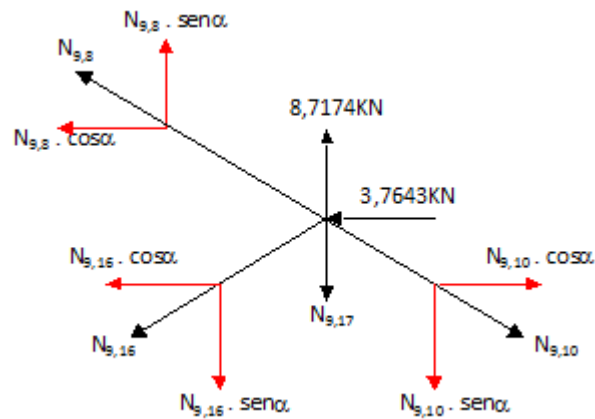 N9,8 . senα
N9,8
8,7174KN
N9,8 . cosα
3,7643KN
N9,16 . cosα
N9,10 . cosα
N9,17
N9,16
N9,10
N9,16 . senα
N9,10 . senα